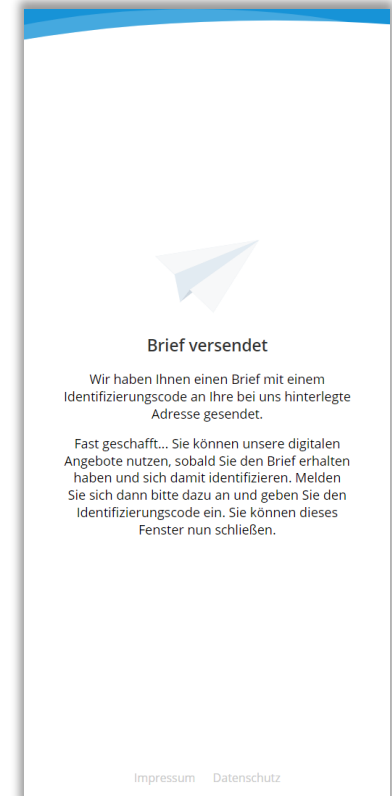 Brief versendet
Wir haben Ihnen einen Brief mit einem
Identifizierungscode an Ihre bei uns hinterlegte
Adresse gesendet.
Fast geschafft... Sie können unsere digitalen
Angebote nutzen, sobald Sie den Brief erhalten
haben und sich damit identifizieren. Melden
Sie sich dann bitte dazu an und geben Sie den
Identifizierungscode ein. Sie können dieses
Fenster nun schließen.
Impressum Datenschutz